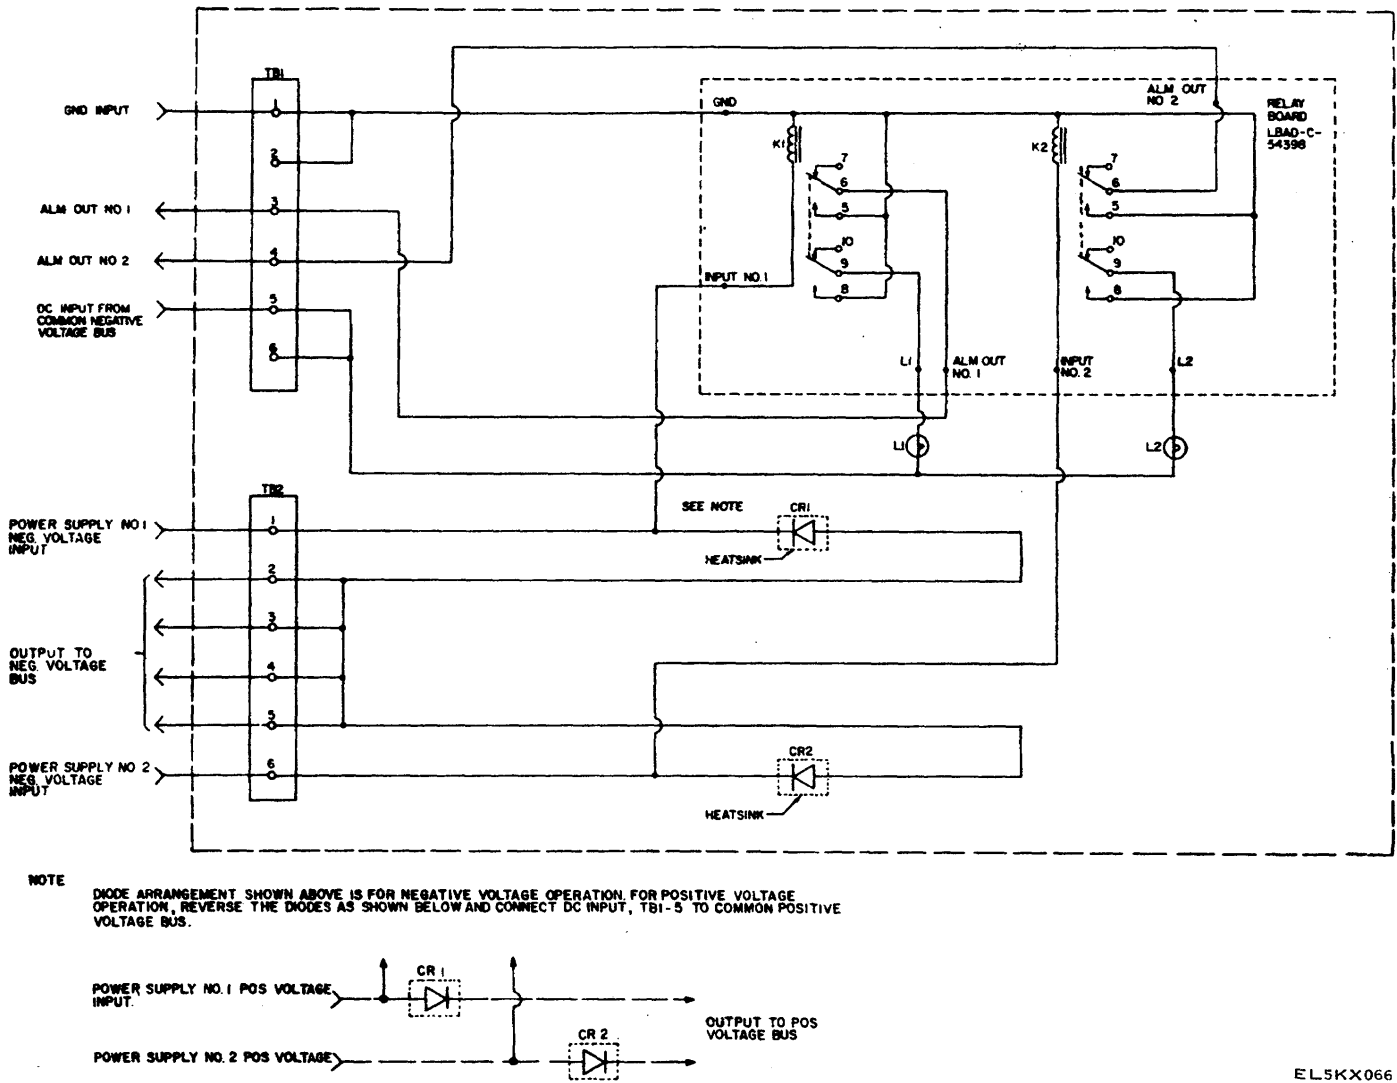 TB1
GND INPUT
1
2
ALM OUT NO 1
3
ALM OUT NO 2
4
DC INPUT FROM
COMMON NEGATIVE
VOLTAGE BUS
5
6
GND
ALM OUT
NO 2
RELAY
BOARD
LBAD-C-
54398
K1
7
6
5
10
9
8
K2
7
6
5
10
9
8
INPUT NO.1
L1
ALM OUT
NO. 1
INPUT
NO. 2
L2
L1
L2
TB2
POWER SUPPLY NO 1
NEG. VOLTAGE
INPUT
1
SEE NOTE
CR1
HEATSINK
2
3
OUTPUT TO
NEG. VOLTAGE
BUS
4
5
POWER SUPPLY NO 2
NEG. VOLTAGE
INPUT
6
CR2
HEATSINK
NOTE
DIODE ARRANGEMENT SHOWN ABOVE IS FOR NEGATIVE VOLTAGE OPERATION. FOR POSITIVE VOLTAGE
OPERATION, REVERSE THE DIODES AS SHOWN BELOW AND CONNECT DC INPUT, TB1-5 TO COMMON POSITIVE
VOLTAGE BUS.
POWER SUPPLY NO. 1 POS VOLTAGE
INPUT.
CR 1
OUTPUT TO POS
VOLTAGE BUS
POWER SUPPLY NO. 2 POS VOLTAGE
CR 2
EL5KX066